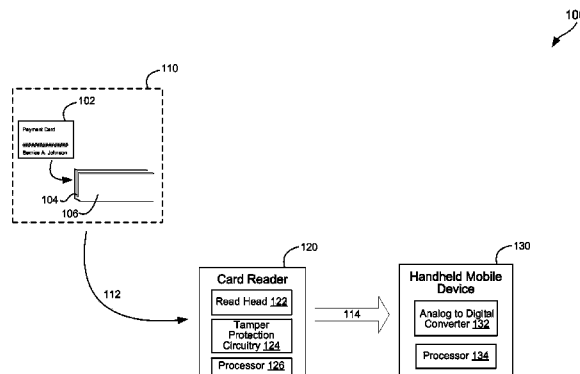 10
110
102
Payment Card
Bernice A. Johnson
104
106
112
120
Card Reader
Read Head 122
Tamper
Protection
Circuitry 124
Processor 126
114
130
Handheld Mobile
Device
Analog to Digital
Converter 132
Processor 134